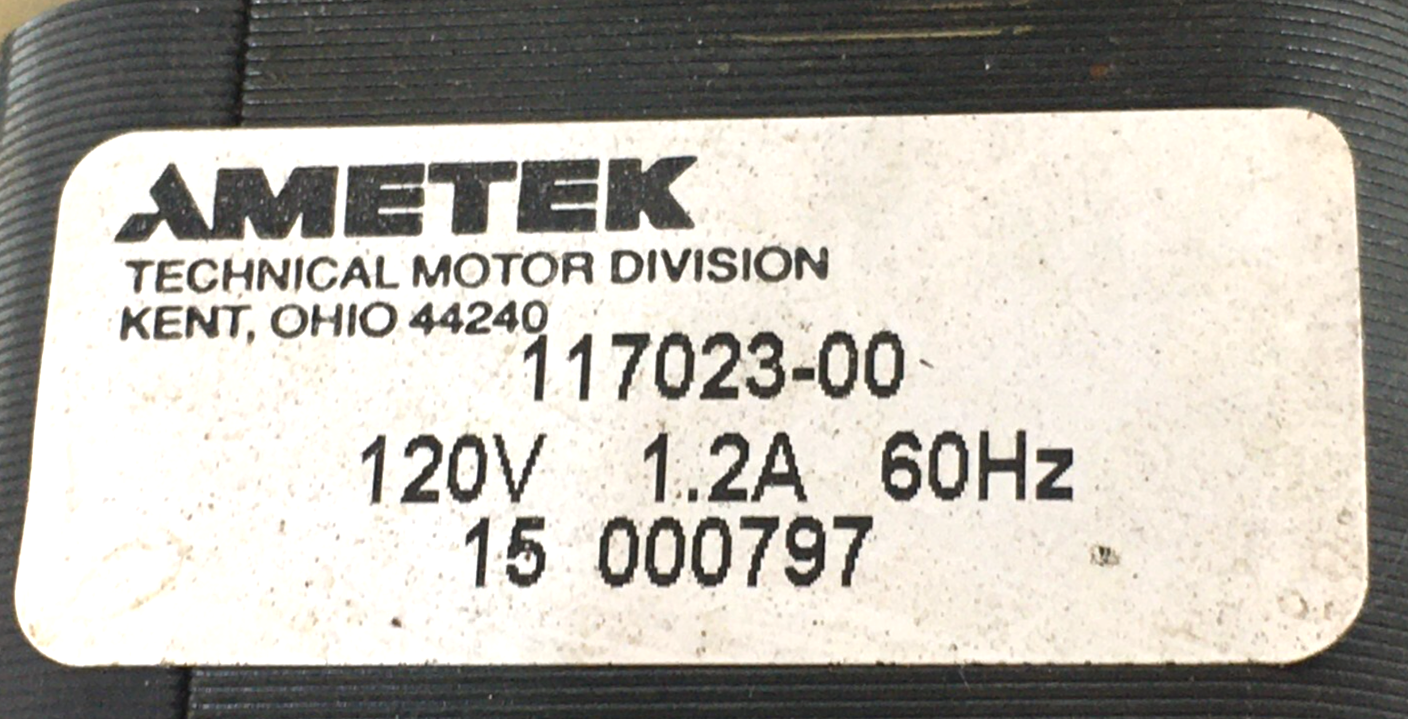 AMETEK
TECHNICAL MOTOR DIVISION
KENT, OHIO 44240
117023-00
120V 1.2A 60Hz
15 000797